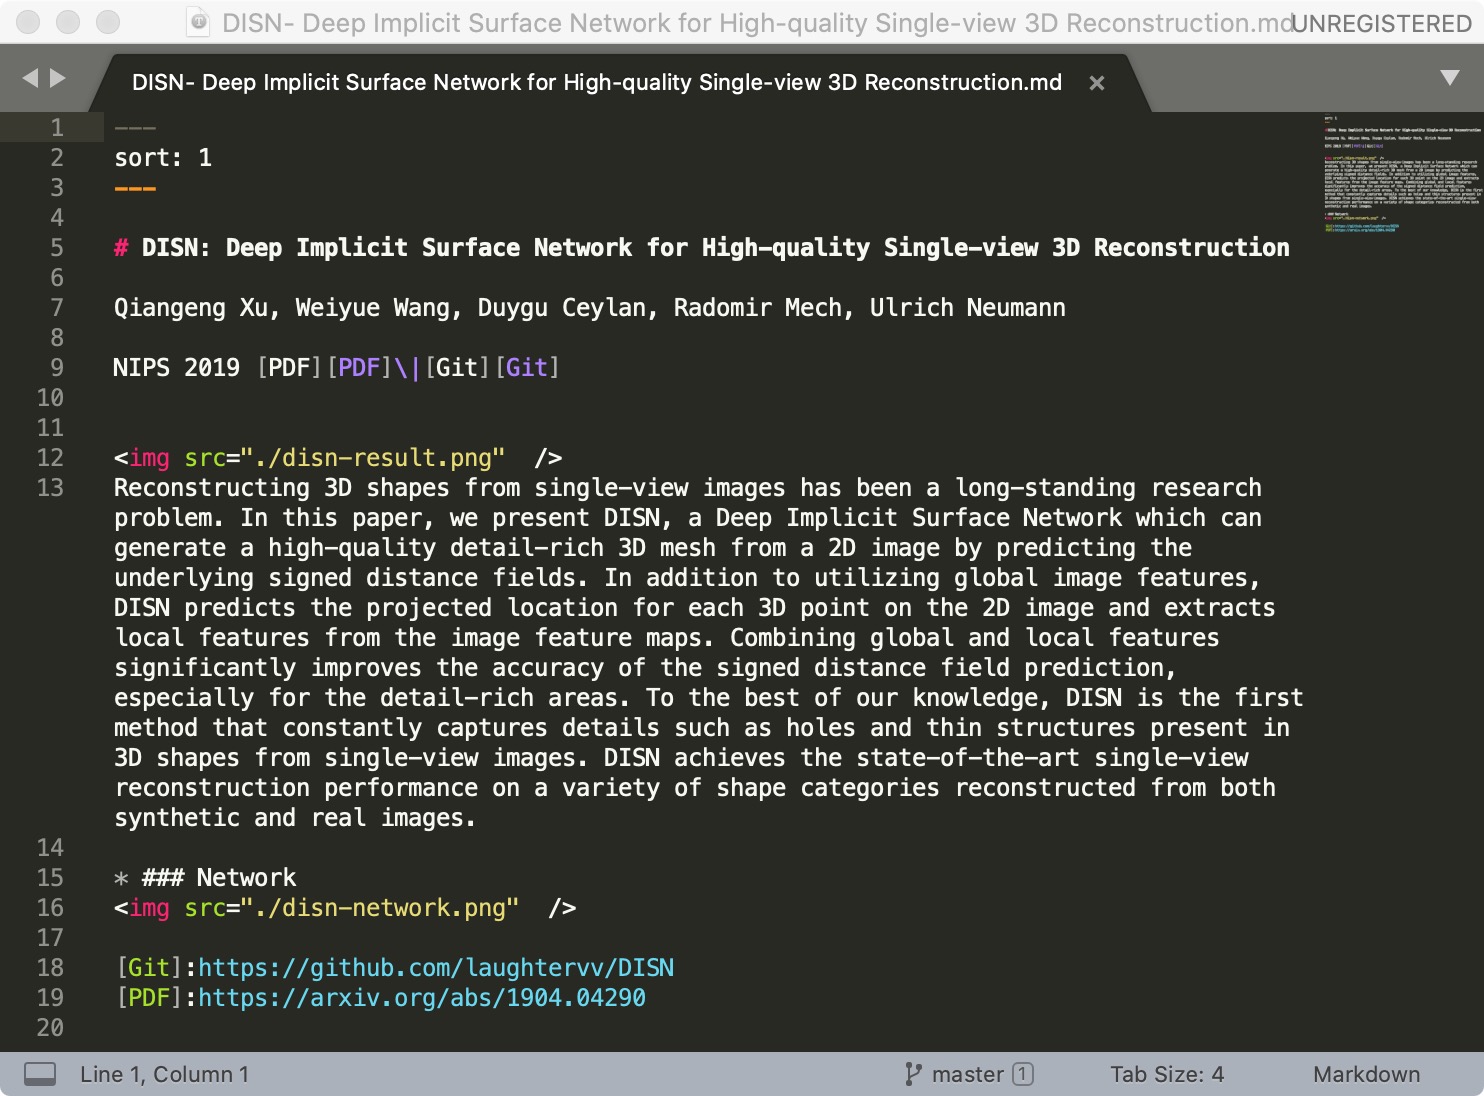 DISN- Deep Implicit Surface Network for High-quality Single-view 3D Reconstruction.md
UNREGISTERED
DISN- Deep Implicit Surface Network for High-quality Single-view 3D Reconstruction.md ×
1 ---
2 sort: 1
3 ---
4
5 # DISN: Deep Implicit Surface Network for High-quality Single-view 3D Reconstruction
6
7 Qiangeng Xu, Weiyue Wang, Duygu Ceylan, Radomir Mech, Ulrich Neumann
8
9 NIPS 2019 [PDF][PDF]\|[Git][Git]
10
11
12 <img src="./disn-result.png"  />
13 Reconstructing 3D shapes from single-view images has been a long-standing research
problem. In this paper, we present DISN, a Deep Implicit Surface Network which can
generate a high-quality detail-rich 3D mesh from a 2D image by predicting the
underlying signed distance fields. In addition to utilizing global image features,
DISN predicts the projected location for each 3D point on the 2D image and extracts
local features from the image feature maps. Combining global and local features
significantly improves the accuracy of the signed distance field prediction,
especially for the detail-rich areas. To the best of our knowledge, DISN is the first
method that constantly captures details such as holes and thin structures present in
3D shapes from single-view images. DISN achieves the state-of-the-art single-view
reconstruction performance on a variety of shape categories reconstructed from both
synthetic and real images.
14
15 * ### Network
16 <img src="./disn-network.png"  />
17
18 [Git]:https://github.com/laughtervv/DISN
19 [PDF]:https://arxiv.org/abs/1904.04290
20
Line 1, Column 1
master 1
Tab Size: 4
Markdown